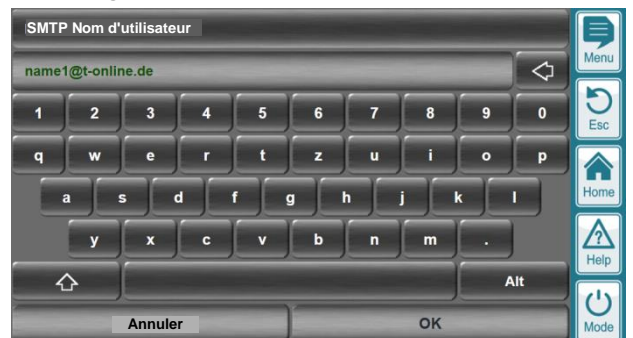 SMTP Nom d'utilisateur
Menu
name1@t-online.de
1 2 3 4 5 6 7 8 9 0
Esc
q w e r t z u i o p
a s d f g h j k l
Home
y x c v b n m .
Help
Alt
Annuler OK
Mode